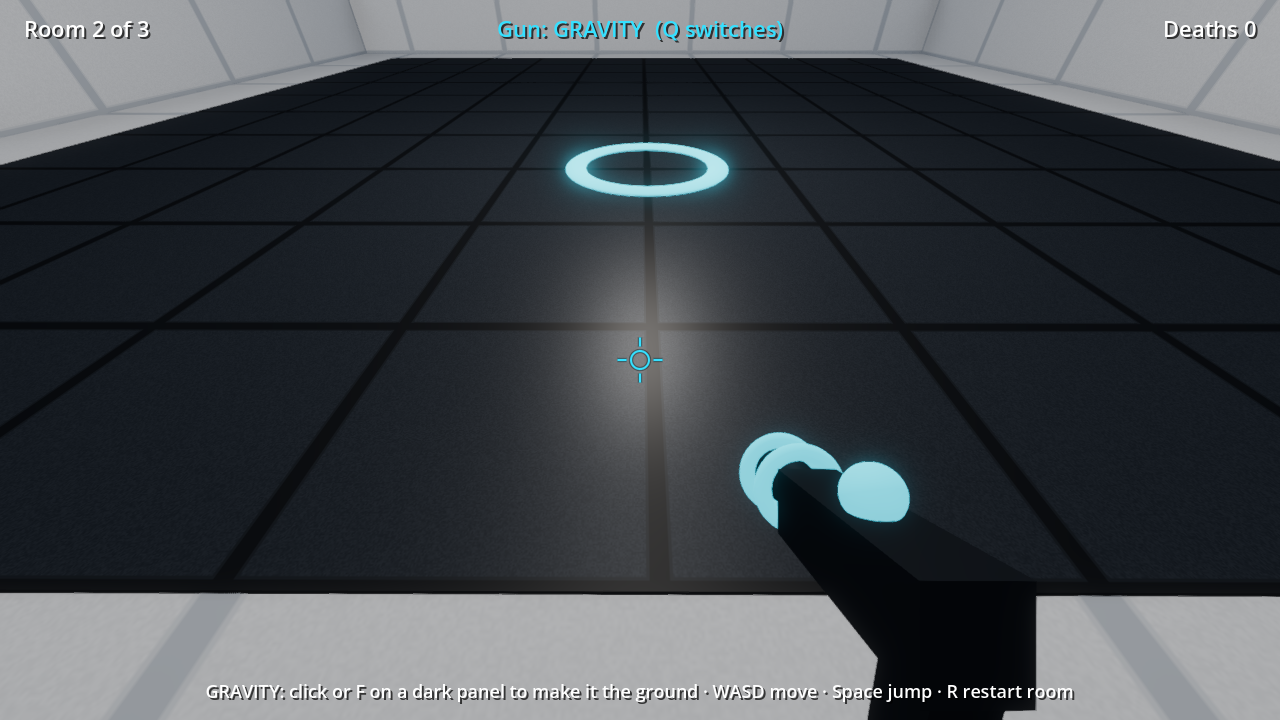 Room 2 of 3
Gun: GRAVITY (Q switches)
Deaths 0
GRAVITY: click or F on a dark panel to make it the ground · WASD move · Space jump · R restart room